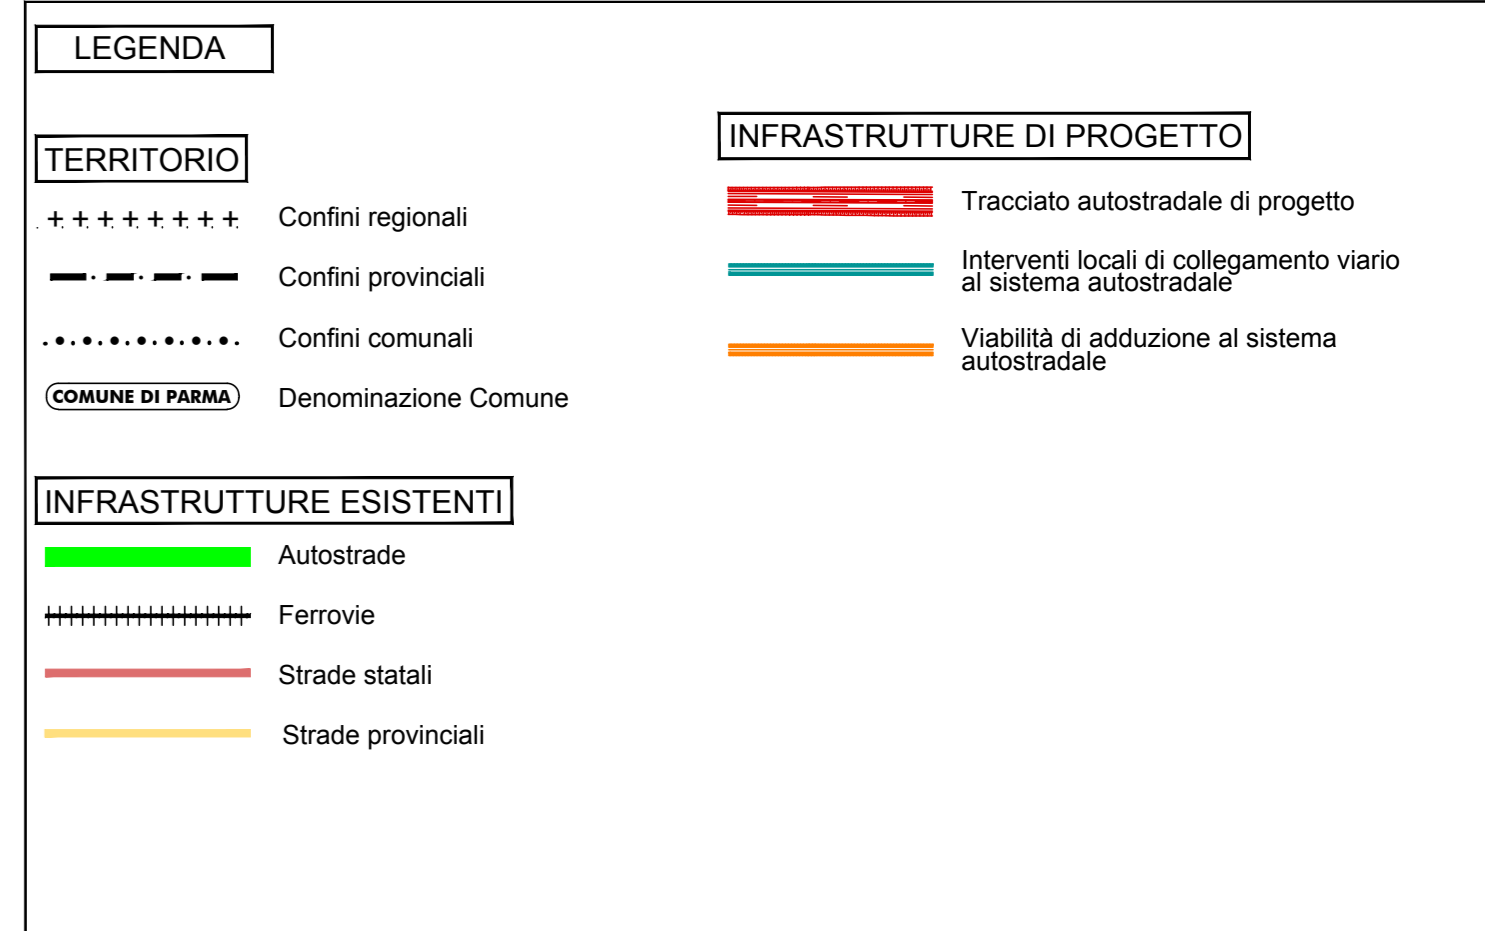 LEGENDA
TERRITORIO
Confini regionali
Confini provinciali
Confini comunali
COMUNE DI PARMA
Denominazione Comune
INFRASTRUTTURE ESISTENTI
Autostrade
Ferrovie
Strade statali
Strade provinciali
INFRASTRUTTURE DI PROGETTO
Tracciato autostradale di progetto
Interventi locali di collegamento viario
al sistema autostradale
Viabilità di adduzione al sistema
autostradale